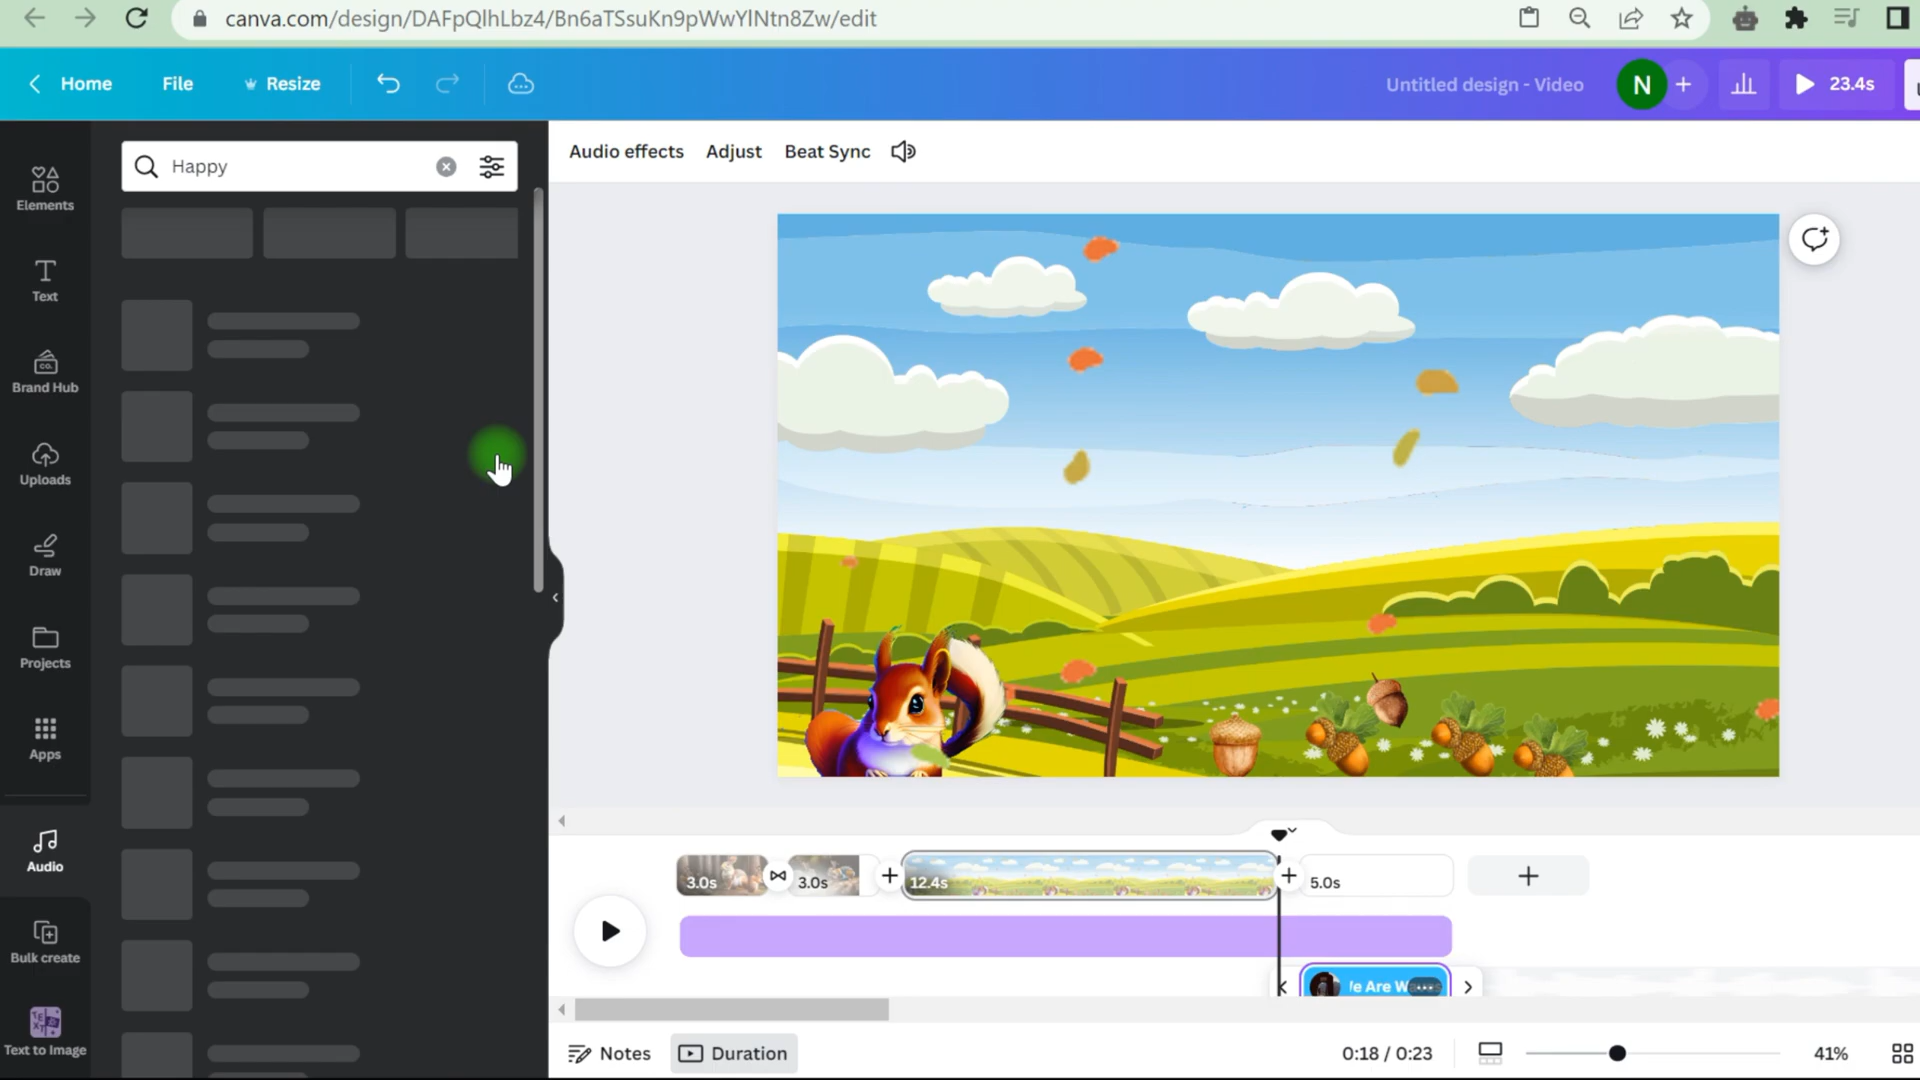 canva.com/design/DAFpQlhLbz4/Bn6aTSsuKn9pWwYlNtn8Zw/edit
Home
File
Resize
Untitled design - Video
N
23.4s
Elements
Text
Brand Hub
Uploads
Draw
Projects
Apps
Audio
Bulk create
Text to Image
Happy
Audio effects
Adjust
Beat Sync
3.0s
3.0s
12.4s
5.0s
Are
Notes
Duration
0:18 / 0:23
41%